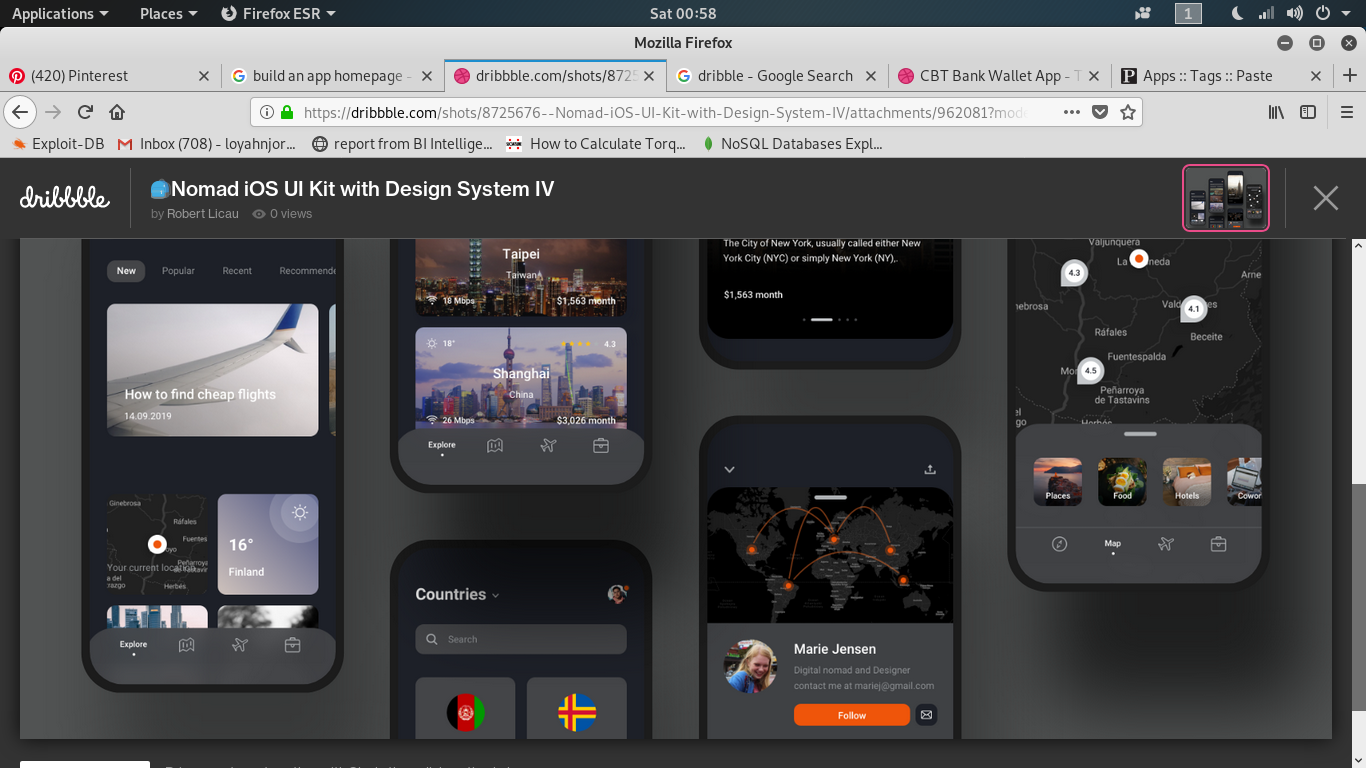 Applications
Places
Firefox ESR
Sat 00:58
1
Mozilla Firefox
(420) Pinterest
build an app homepage -
dribbble.com/shots/8725
dribble - Google Search
CBT Bank Wallet App - T
Apps :: Tags :: Paste
https://dribbble.com/shots/8725676--Nomad-iOS-UI-Kit-with-Design-System-IV/attachments/962081?mode
Exploit-DB
Inbox (708) - loyahnjor...
report from BI Intellige...
How to Calculate Torq...
NoSQL Databases Expl...
dribbble
Nomad iOS UI Kit with Design System IV
by Robert Licau
0 views
New
Popular
Recent
Recommende
How to find cheap flights
14.09.2019
Ginebrosa
Ráfales
Fuentes
Peñarroya
de Tastavir
Your current location
Herbés
16°
Finland
Explore
Taipei
Taiwan
18 Mbps
$1,563 month
18°
4.3
Shanghai
China
26 Mbps
$3,026 month
Explore
Countries
Search
The City of New York, usually called either New
York City (NYC) or simply New York (NY),.
$1,563 month
Marie Jensen
Digital nomad and Designer
contact me at mariej@gmail.com
Follow
Valjunquera
4.3
Arne
nebrosa
4.1
Ráfales
Beceite
Fuentespalda
4.5
Peñarroya
de Tastavins
Herbés
Places
Food
Hotels
Cowor
Map